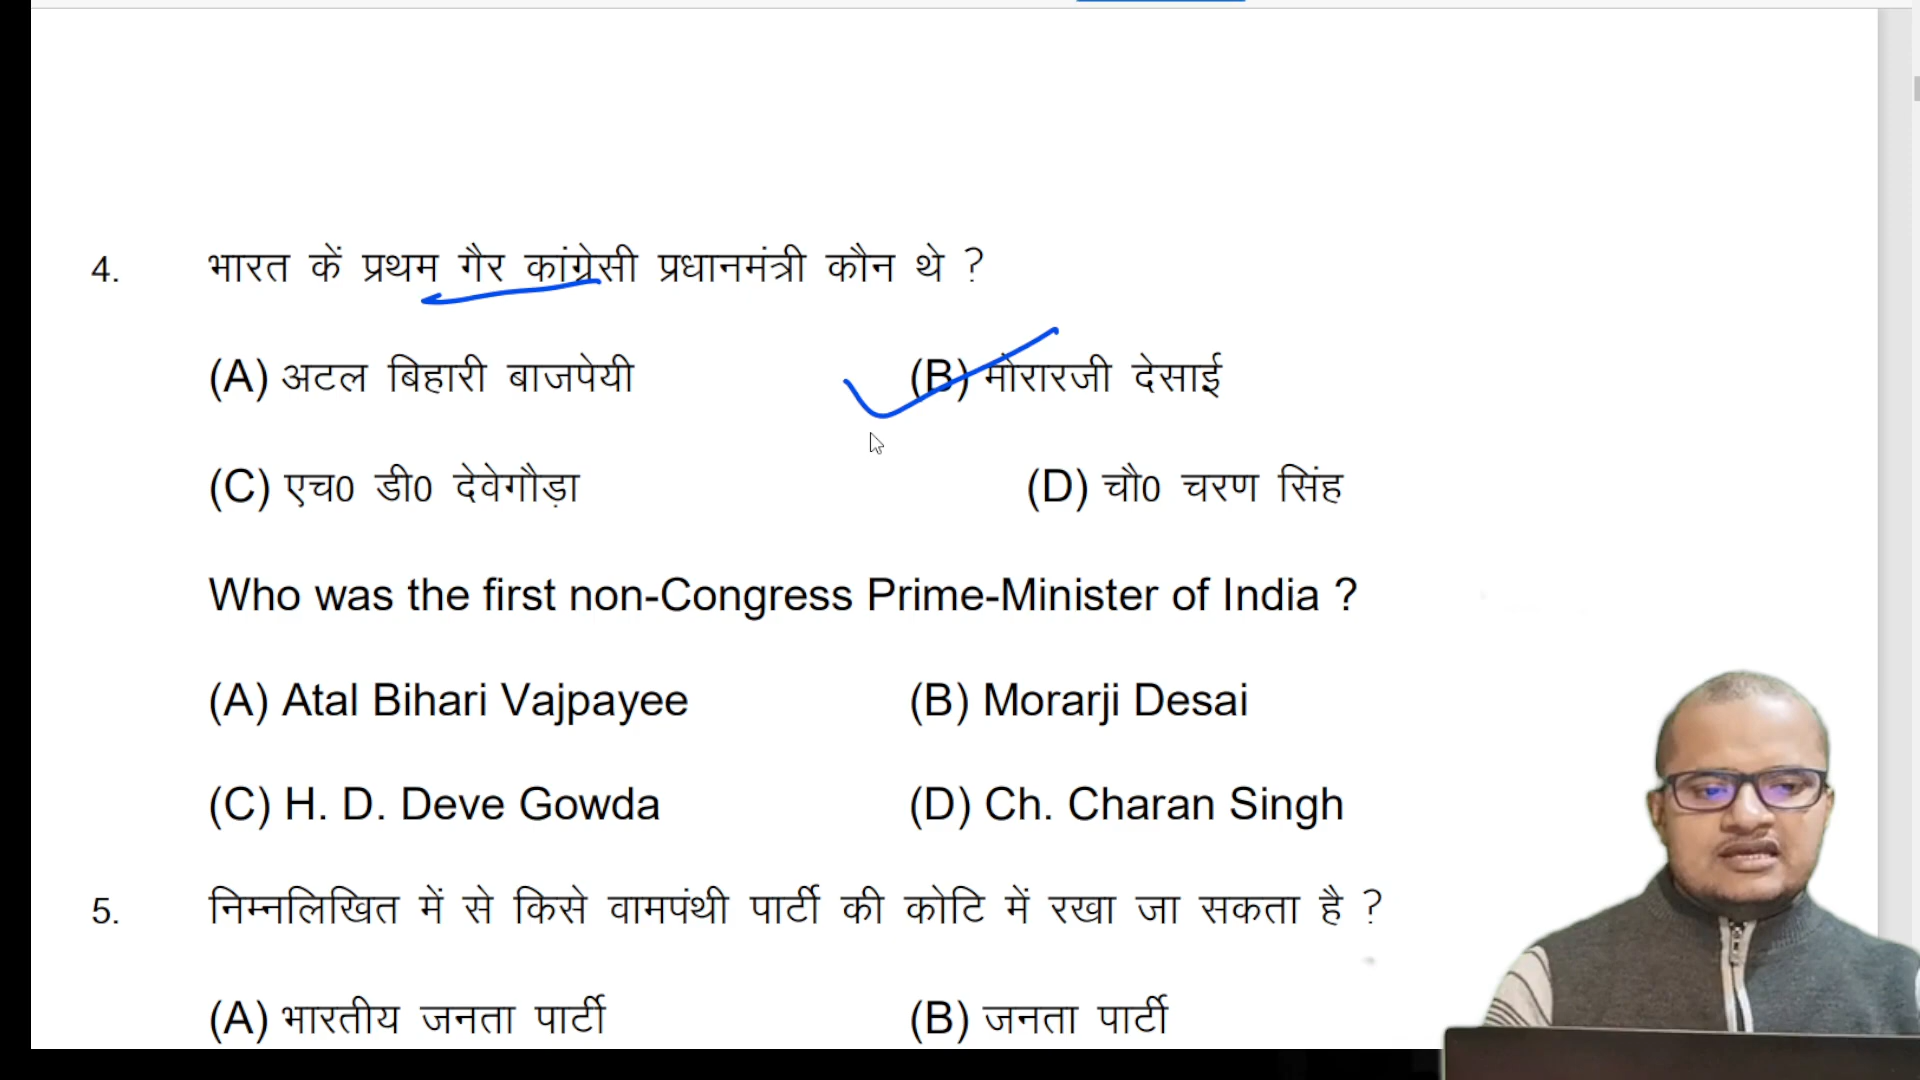 4. भारत कें प्रथम गैर कांग्रेसी प्रधानमंत्री कौन थे ?
(A) अटल बिहारी बाजपेयी (B) मोरारजी देसाई
(C) एच0 डी0 देवेगौड़ा (D) चौ0 चरण सिंह
Who was the first non-Congress Prime-Minister of India ?
(A) Atal Bihari Vajpayee (B) Morarji Desai
(C) H. D. Deve Gowda (D) Ch. Charan Singh
5. निम्नलिखित में से किसे वामपंथी पार्टी की कोटि में रखा जा सकता है ?
(A) भारतीय जनता पार्टी (B) जनता पार्टी